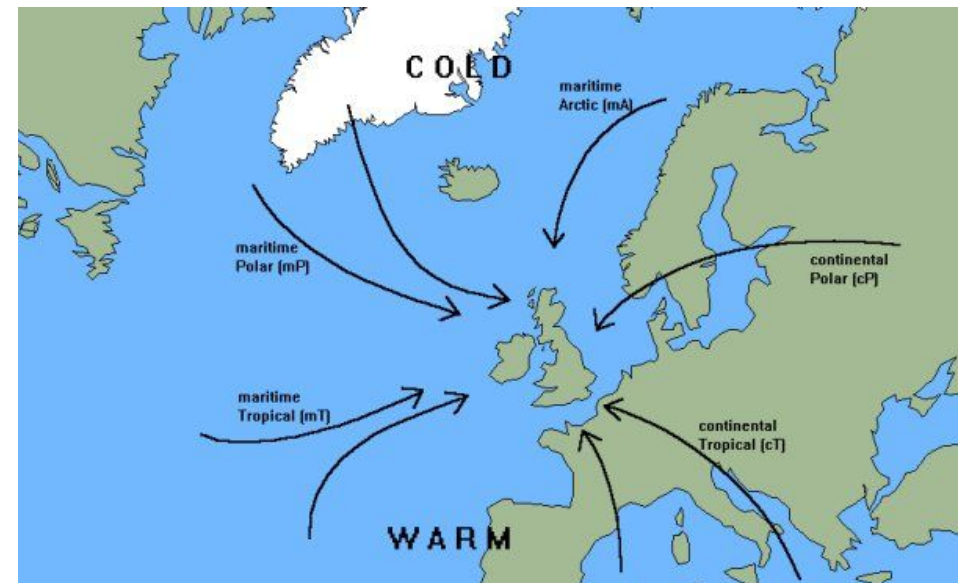 COLD
maritime
Arctic (mA)
maritime
Polar (mP)
continental
Polar (cP)
maritime
Tropical (mT)
continental
Tropical (cT)
WARM